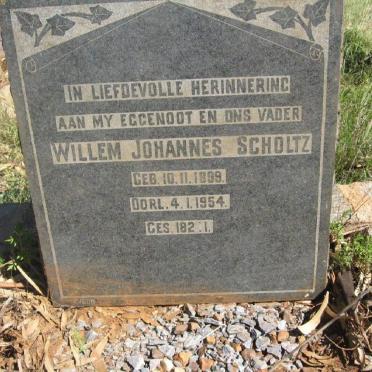 IN LIEFDEVOLLE HERINNERING
AAN MY EGGENOOT EN ONS VADER
WILLEM JOHANNES SCHOLTZ
GEB. 10.11.1899.
OORL. 4.1.1954.
GES. 182:1.